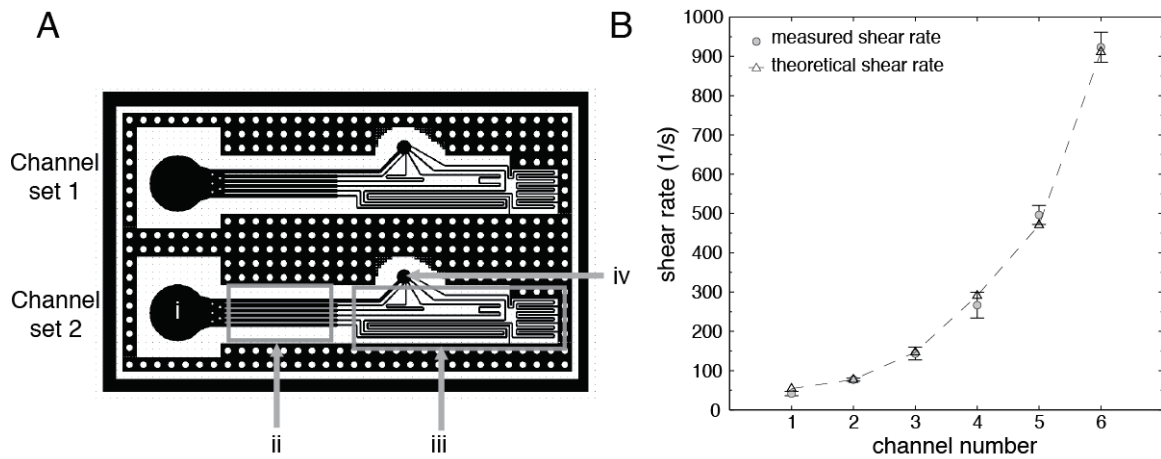 A
Channel
set 1
Channel
set 2
i
ii
iii
iv
B
measured shear rate
theoretical shear rate
shear rate (1/s)
1000
900
800
700
600
500
400
300
200
100
0
1 2 3 4 5 6
channel number